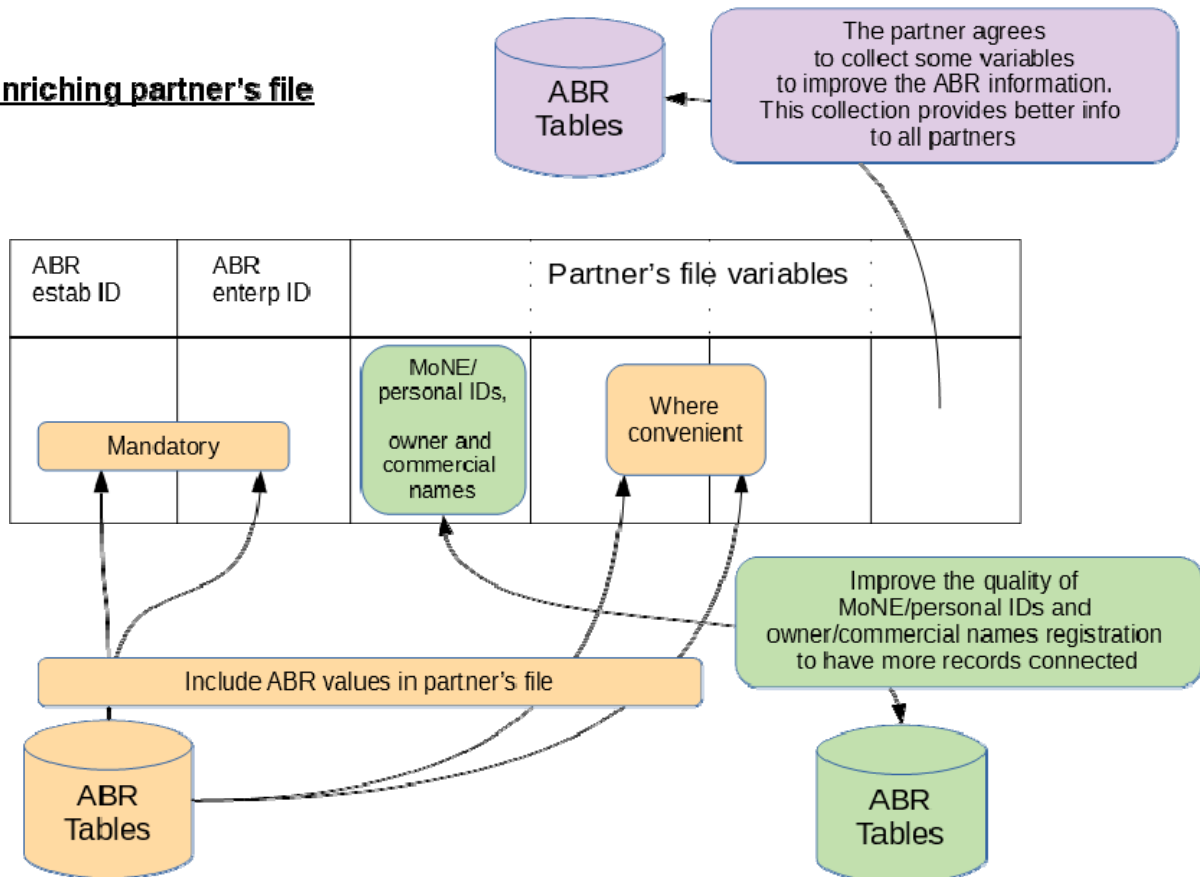 nriching partner's file
ABR
Tables
The partner agrees
to collect some variables
to improve the ABR information.
This collection provides better info
to all partners
ABR
estab ID
ABR
enterp ID
Partner's file variables
Mandatory
MoNE/
personal IDs,
owner and
commercial
names
Where
convenient
Improve the quality of
MoNE/personal IDs and
owner/commercial names registration
to have more records connected
Include ABR values in partner's file
ABR
Tables
ABR
Tables